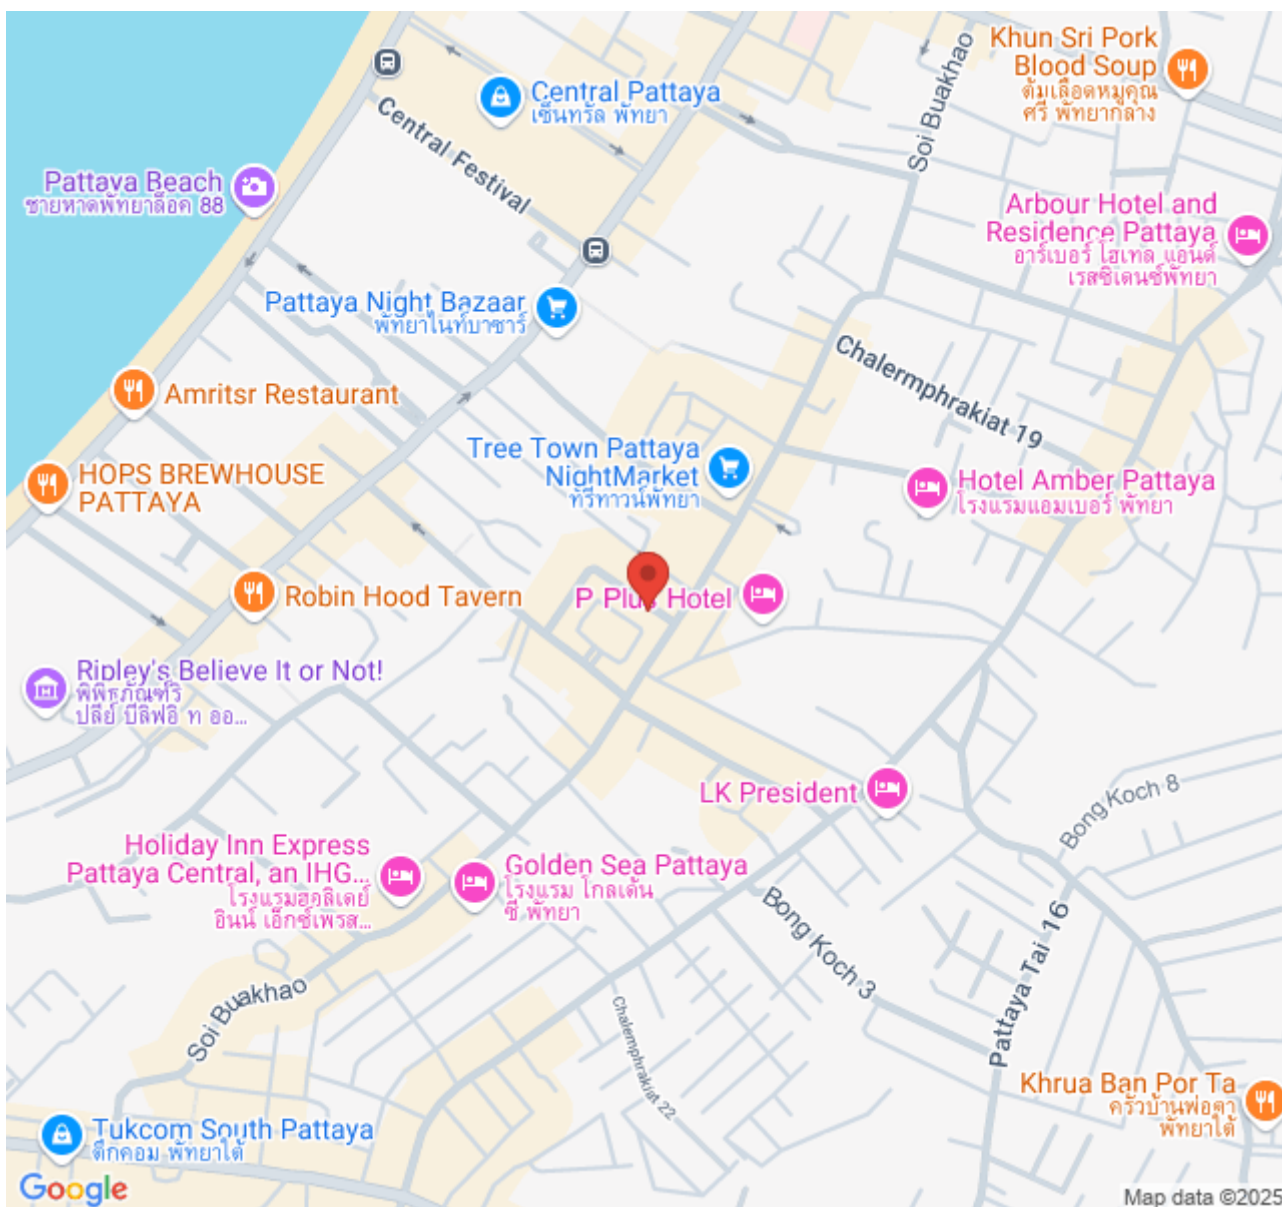 Khun Sri Pork
Blood Soup
ต้มเลือดหมูคุณ
ศรี พัทยากลาง
Central Pattaya
เซ็นทรัล พัทยา
Central Festival
Soi Buakhao
Pattaya Beach
ชายหาดพัทยาล็อค 88
Arbour Hotel and
Residence Pattaya
อาร์เบอร์ โฮเทล แอนด์
เรสซิเดนซ์พัทยา
Pattaya Night Bazaar
พัทยาไนท์บาซาร์
Chalermphrakiat 19
Amritsr Restaurant
Tree Town Pattaya
NightMarket
ทรีทาวน์พัทยา
HOPS BREWHOUSE
PATTAYA
Hotel Amber Pattaya
โรงแรมแอมเบอร์ พัทยา
Robin Hood Tavern
P Plus Hotel
Ripley's Believe It or Not!
พิพิธภัณฑ์ริ
ปลีย์ บีลีฟอิ ท ออ...
LK President
Bong Koch 8
Holiday Inn Express
Pattaya Central, an IHG...
โรงแรมฮอลิเดย์
อินน์ เอ็กซ์เพรส...
Golden Sea Pattaya
โรงแรม โกลเด้น
ซี พัทยา
Bong Koch 3
Pattaya Tai 16
Soi Buakhao
Chalemphrakiat 22
Khrua Ban Por Ta
ครัวบ้านพ่อตา
พัทยาใต้
Tukcom South Pattaya
ตึกคอม พัทยาใต้
Google
Map data ©2025